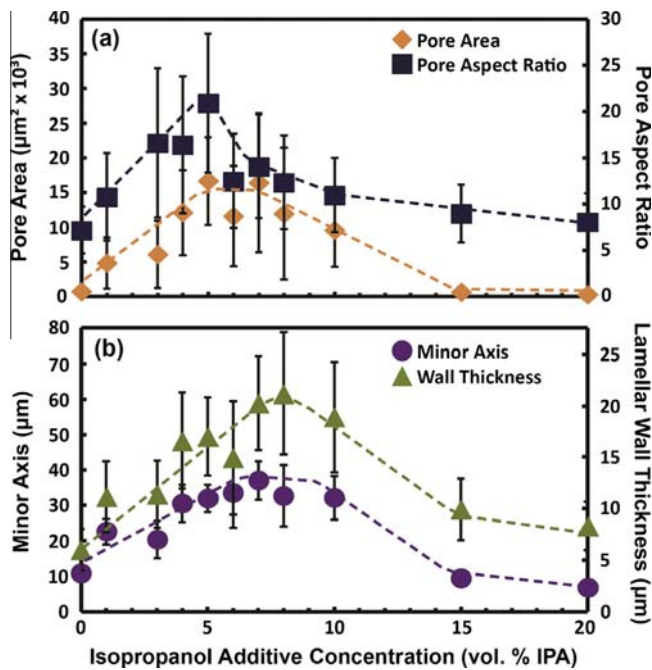 (a)
Pore Area
Pore Aspect Ratio
40
35
30
25
20
15
10
5
0
Pore Area (µm² x 10³)
30
25
20
15
10
5
0
Pore Aspect Ratio
(b)
Minor Axis
Wall Thickness
80
70
60
50
40
30
20
10
0
Minor Axis (µm)
25
20
15
10
5
0
Lamellar Wall Thickness (µm)
0 5 10 15 20
Isopropanol Additive Concentration (vol. % IPA)